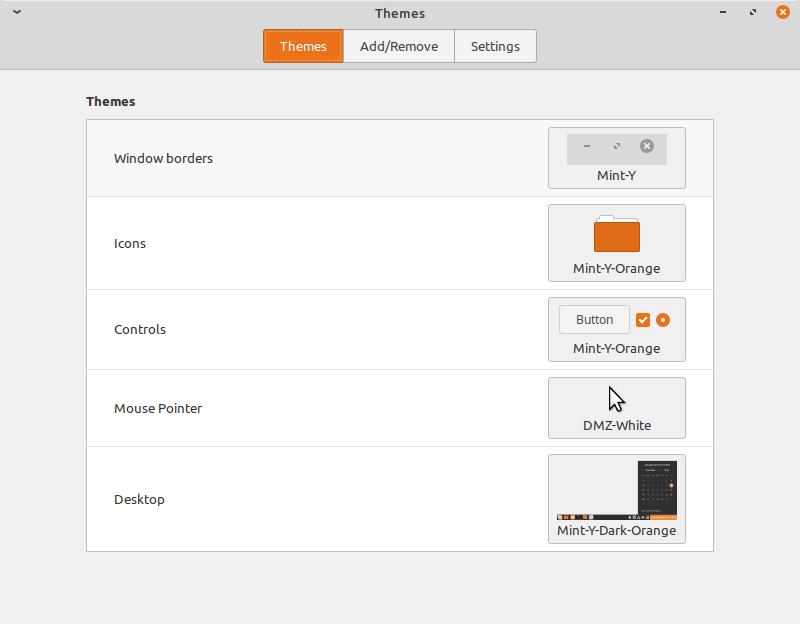 Themes
Themes Add/Remove Settings
Themes
Window borders
Mint-Y
Icons
Mint-Y-Orange
Controls
Button
Mint-Y-Orange
Mouse Pointer
DMZ-White
Desktop
Mint-Y-Dark-Orange